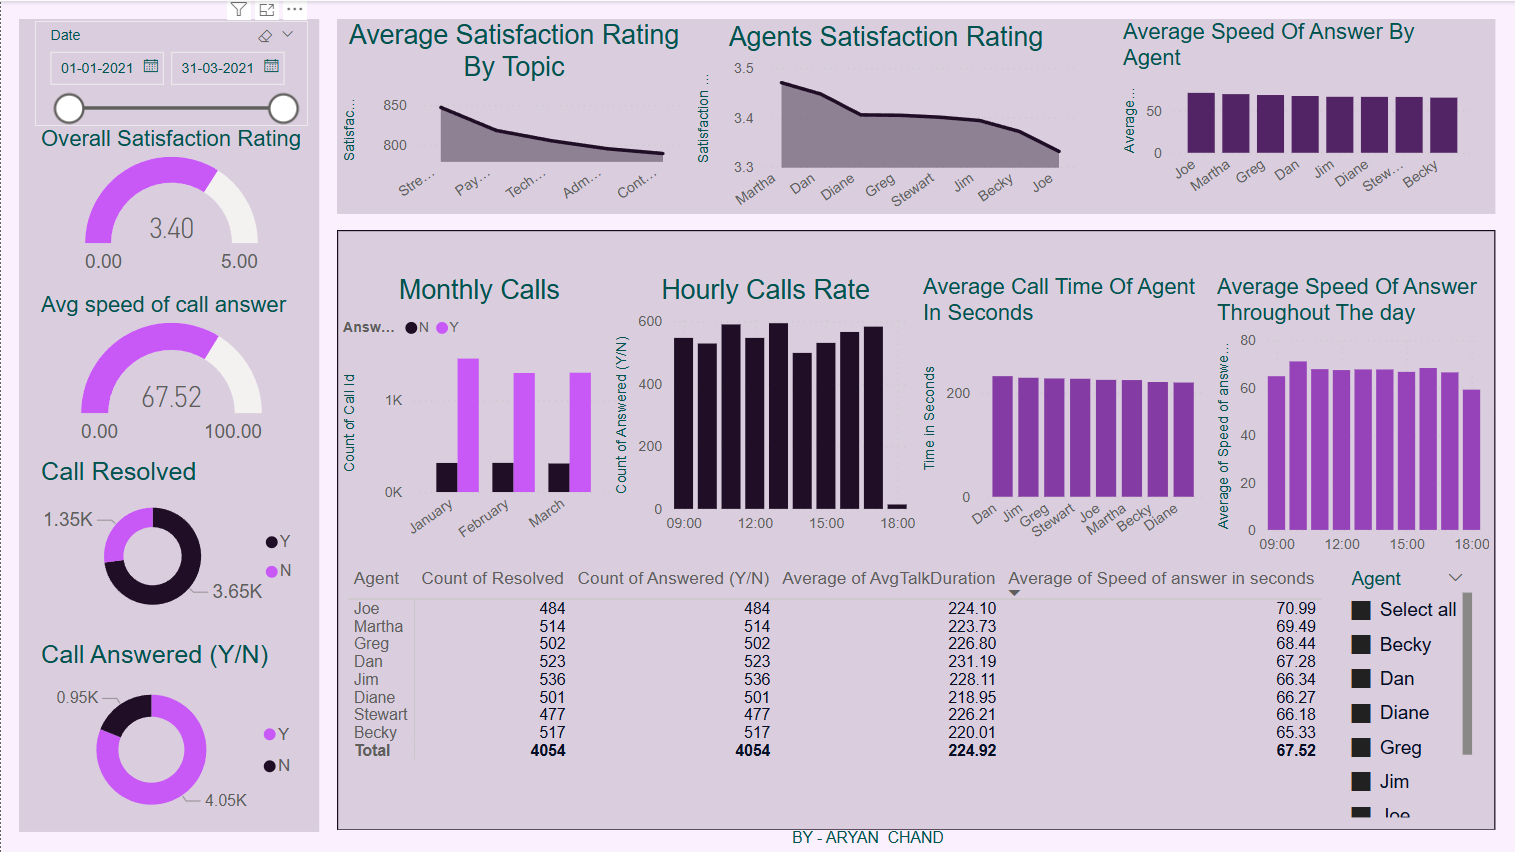 Date
01-01-2021 31-03-2021
Overall Satisfaction Rating
3.40
0.00 5.00
Avg speed of call answer
67.52
0.00 100.00
Call Resolved
1.35K
Y
N
3.65K
Call Answered (Y/N)
0.95K
Y
N
4.05K
Average Satisfaction Rating
By Topic
Satisfac...
850
800
Stre... Pay... Tech... Adm... Cont...
Agents Satisfaction Rating
Satisfaction ...
3.5
3.4
3.3
Martha Dan Diane Greg Stewart Jim Becky Joe
Average Speed Of Answer By
Agent
Average...
50
0
Joe Martha Greg Dan Jim Diane Stew... Becky
Monthly Calls
Answ... N Y
Count of Call Id
1K
0K
January February March
Hourly Calls Rate
Count of Answered (Y/N)
600
400
200
0
09:00 12:00 15:00 18:00
Average Call Time Of Agent
In Seconds
Time in Seconds
200
0
Dan Jim Greg Stewart Joe Martha Becky Diane
Average Speed Of Answer
Throughout The day
Average of Speed of answe...
80
60
40
20
0
09:00 12:00 15:00 18:00
Agent Count of Resolved Count of Answered (Y/N) Average of AvgTalkDuration Average of Speed of answer in seconds
Joe 484 484 224.10 70.99
Martha 514 514 223.73 69.49
Greg 502 502 226.80 68.44
Dan 523 523 231.19 67.28
Jim 536 536 228.11 66.34
Diane 501 501 218.95 66.27
Stewart 477 477 226.21 66.18
Becky 517 517 220.01 65.33
Total 4054 4054 224.92 67.52
Agent
Select all
Becky
Dan
Diane
Greg
Jim
Joe
BY - ARYAN CHAND